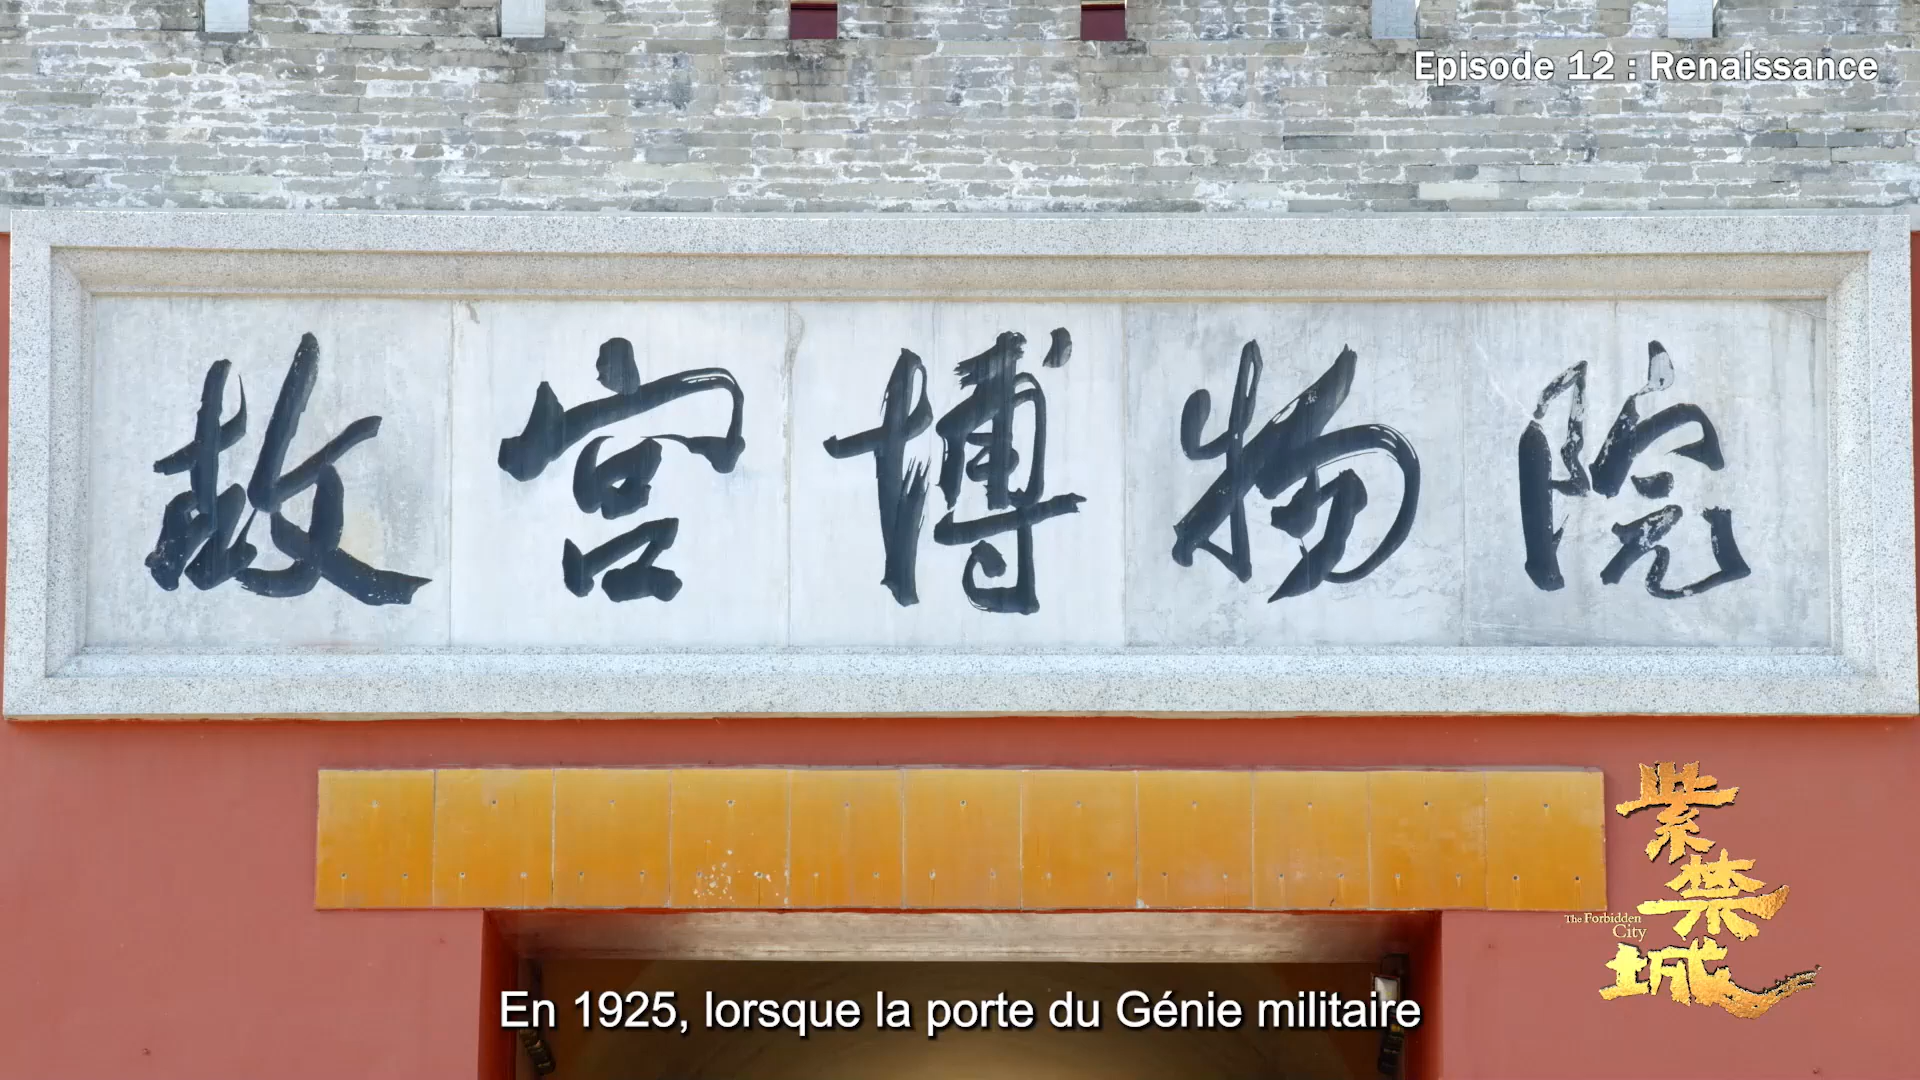 Episode 12 : Renaissance
故宫博物院
紫禁城
The Forbidden
City
En 1925, lorsque la porte du Génie militaire